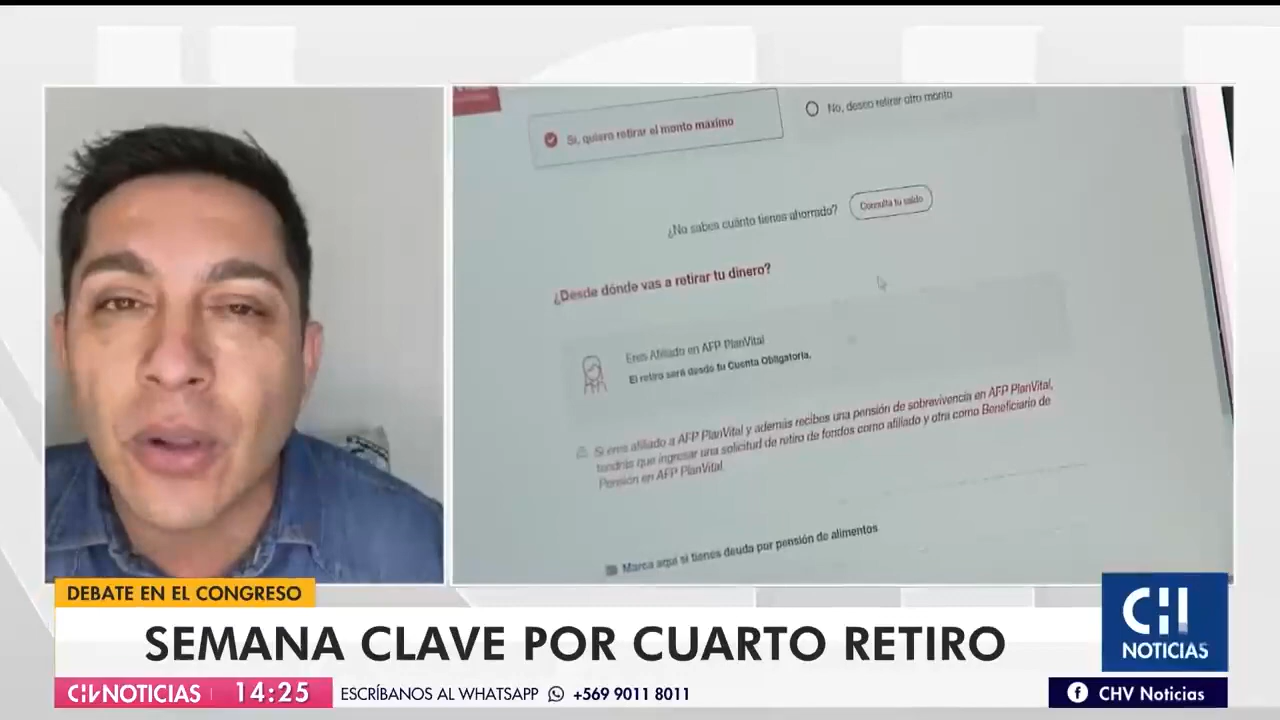 Si, quiero retirar el monto máximo
No, deseo retirar otro monto
¿No sabes cuánto tienes ahorrado?
Consulta tu saldo
¿Desde dónde vas a retirar tu dinero?
Eres Afiliado en AFP PlanVital
El retiro será desde tu Cuenta Obligatoria.
Si eres afiliado a AFP PlanVital y además recibes una pensión de sobrevivencia en AFP PlanVital,
tendrás que ingresar una solicitud de retiro de fondos como afiliado y otra como Beneficiario de
Pensión en AFP PlanVital.
Marca aquí si tienes deuda por pensión de alimentos
DEBATE EN EL CONGRESO
SEMANA CLAVE POR CUARTO RETIRO
CHV NOTICIAS
CHV NOTICIAS 14:25 ESCRÍBANOS AL WHATSAPP +569 9011 8011
CHV Noticias